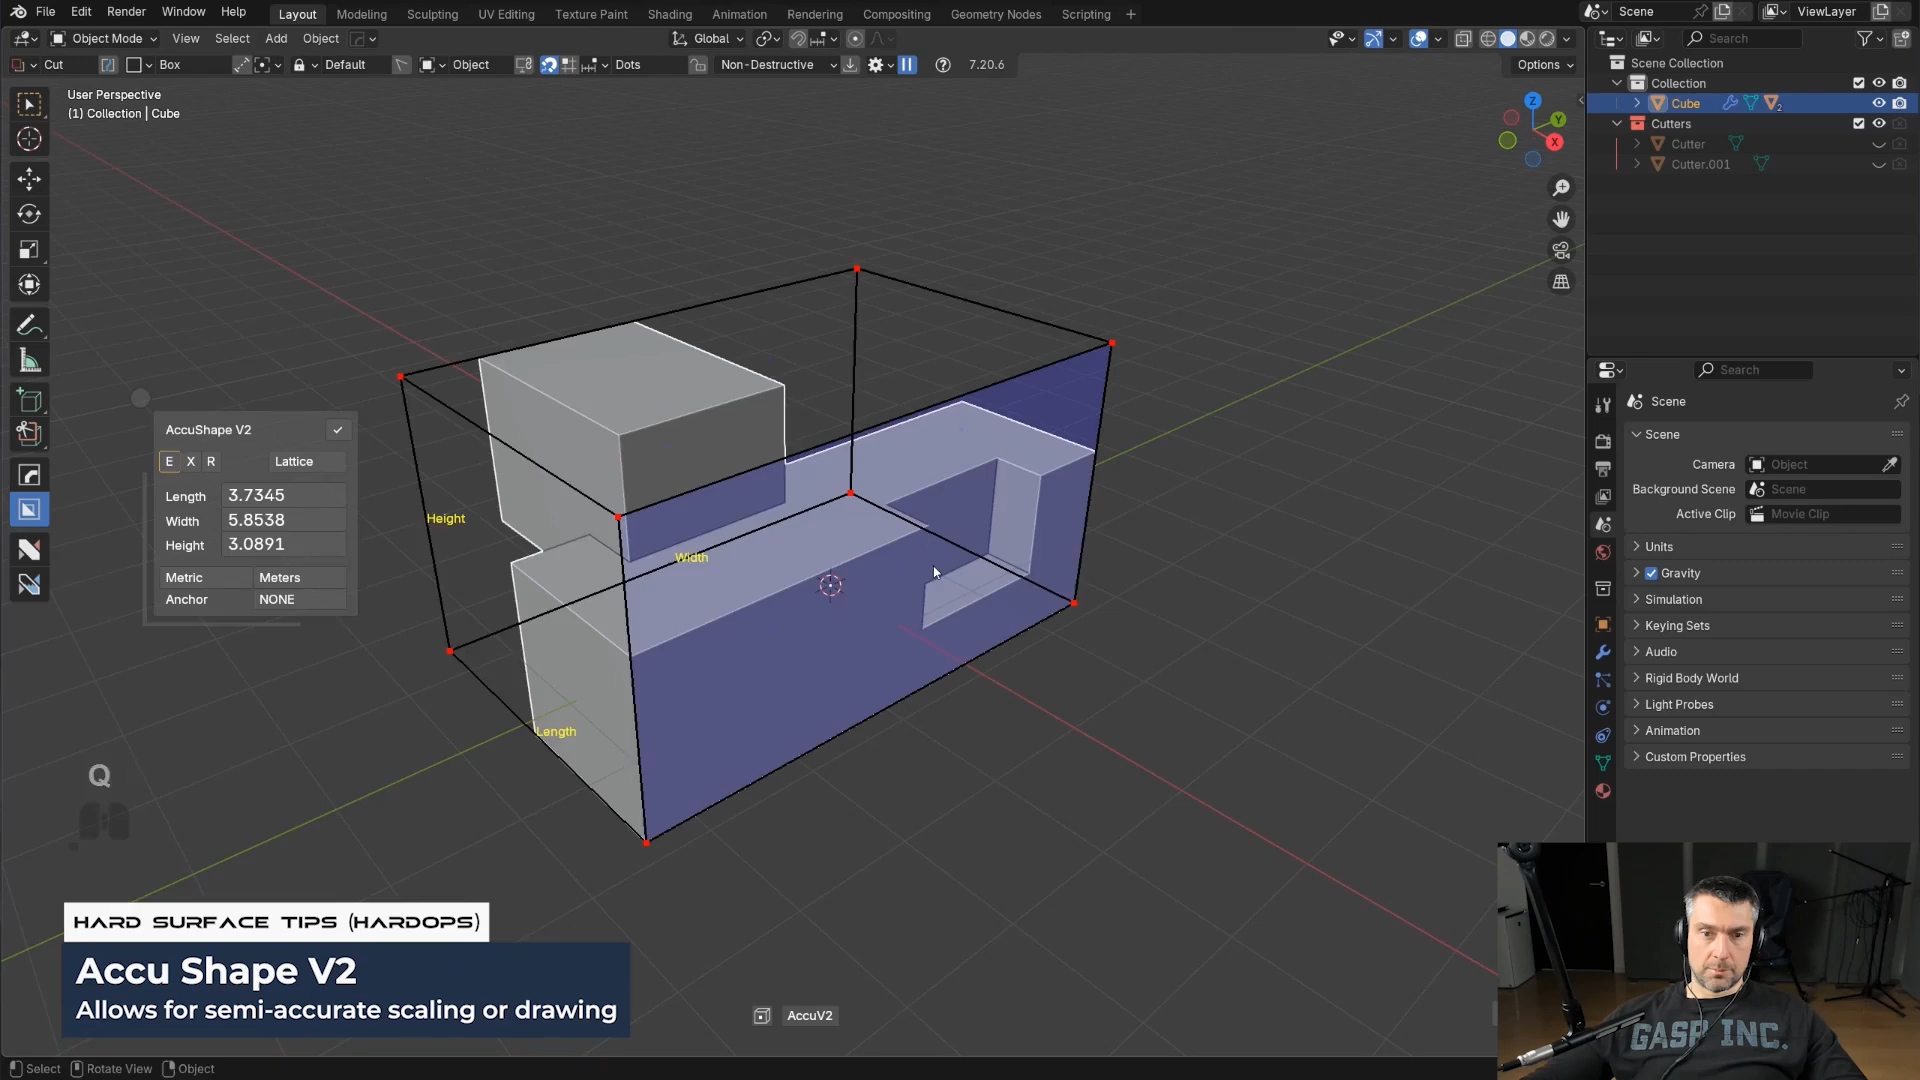 File Edit Render Window Help Layout Modeling Sculpting UV Editing Texture Paint Shading Animation Rendering Compositing Geometry Nodes Scripting + Scene ViewLayer
Object Mode View Select Add Object Global Search
Cut Box Default Object Dots Non-Destructive 7.20.6 Options
Scene Collection
Collection
Cube 2
Cutters
Cutter
Cutter.001
User Perspective
(1) Collection | Cube
Z
Y
X
AccuShape V2
E X R Lattice
Length 3.7345
Width 5.8538
Height 3.0891
Metric Meters
Anchor NONE
Height
Width
Length
Q
Search
Scene
Scene
Camera Object
Background Scene Scene
Active Clip Movie Clip
Units
Gravity
Simulation
Keying Sets
Audio
Rigid Body World
Light Probes
Animation
Custom Properties
HARD SURFACE TIPS (HARDOPS)
Accu Shape V2
Allows for semi-accurate scaling or drawing
AccuV2
GASP INC.
Select Rotate View Object